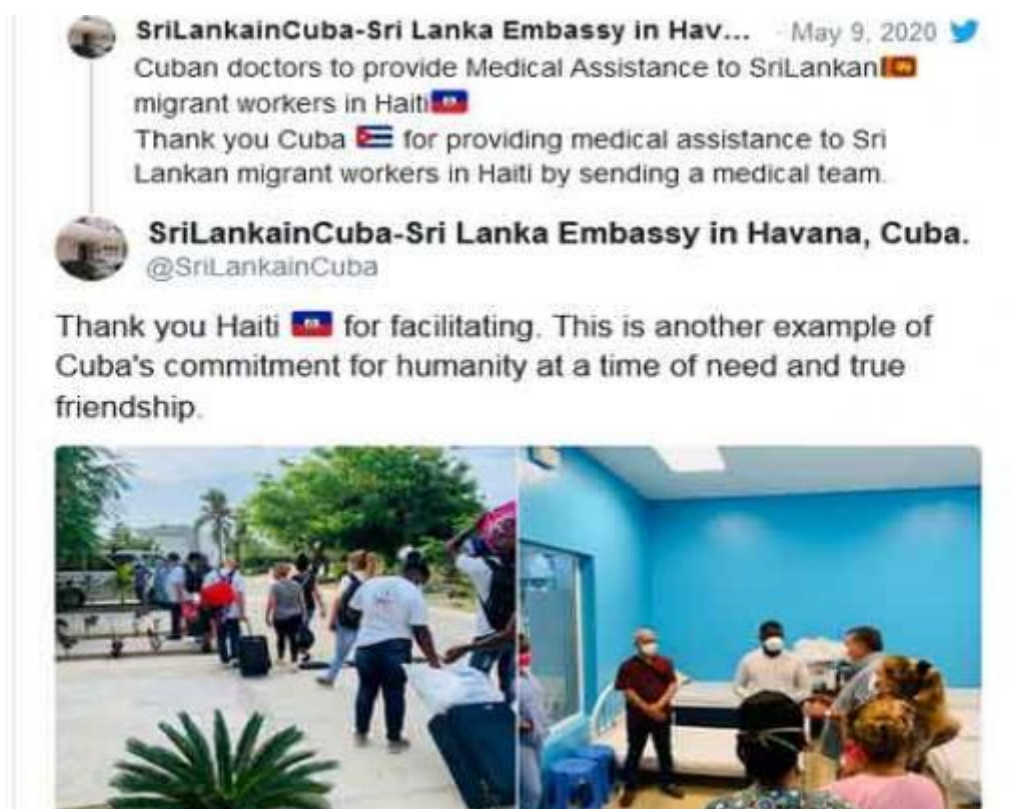 SriLankainCuba-Sri Lanka Embassy in Hav... · May 9, 2020
Cuban doctors to provide Medical Assistance to SriLankan🇱🇰
migrant workers in Haiti🇭🇹
Thank you Cuba 🇨🇺 for providing medical assistance to Sri
Lankan migrant workers in Haiti by sending a medical team.
SriLankainCuba-Sri Lanka Embassy in Havana, Cuba.
@SriLankainCuba
Thank you Haiti 🇭🇹 for facilitating. This is another example of
Cuba's commitment for humanity at a time of need and true
friendship.